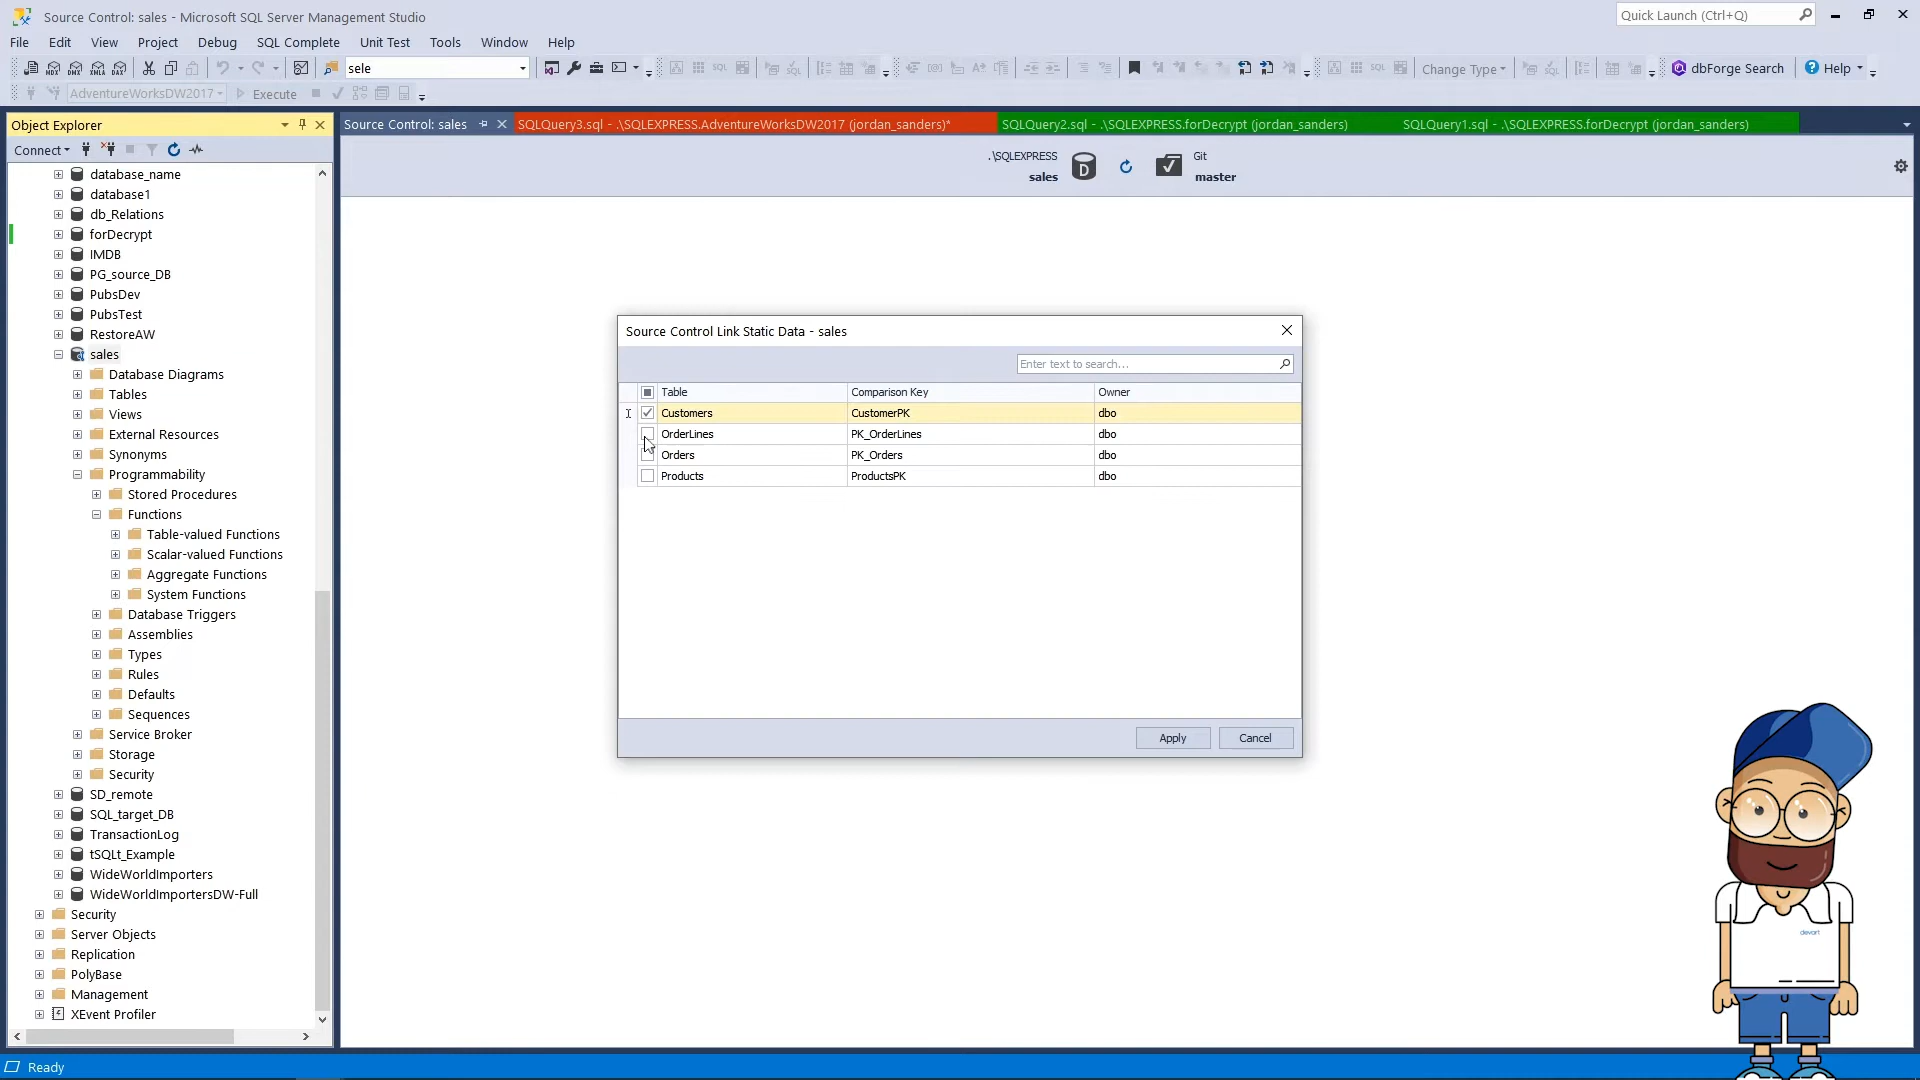 Source Control: sales - Microsoft SQL Server Management Studio
Quick Launch (Ctrl+Q)
File Edit View Project Debug SQL Complete Unit Test Tools Window Help
sele
Change Type
dbForge Search
Help
AdventureWorksDW2017
Execute
Object Explorer
Source Control: sales
SQLQuery3.sql - .\SQLEXPRESS.AdventureWorksDW2017 (jordan_sanders)*
SQLQuery2.sql - .\SQLEXPRESS.forDecrypt (jordan_sanders)
SQLQuery1.sql - .\SQLEXPRESS.forDecrypt (jordan_sanders)
Connect
.\SQLEXPRESS
sales
Git
master
database_name
database1
db_Relations
forDecrypt
IMDB
PG_source_DB
PubsDev
PubsTest
RestoreAW
sales
Database Diagrams
Tables
Views
External Resources
Synonyms
Programmability
Stored Procedures
Functions
Table-valued Functions
Scalar-valued Functions
Aggregate Functions
System Functions
Database Triggers
Assemblies
Types
Rules
Defaults
Sequences
Service Broker
Storage
Security
SD_remote
SQL_target_DB
TransactionLog
tSQLt_Example
WideWorldImporters
WideWorldImportersDW-Full
Security
Server Objects
Replication
PolyBase
Management
XEvent Profiler
Source Control Link Static Data - sales
Enter text to search...
Table Comparison Key Owner
Customers CustomerPK dbo
OrderLines PK_OrderLines dbo
Orders PK_Orders dbo
Products ProductsPK dbo
Apply Cancel
devart
Ready